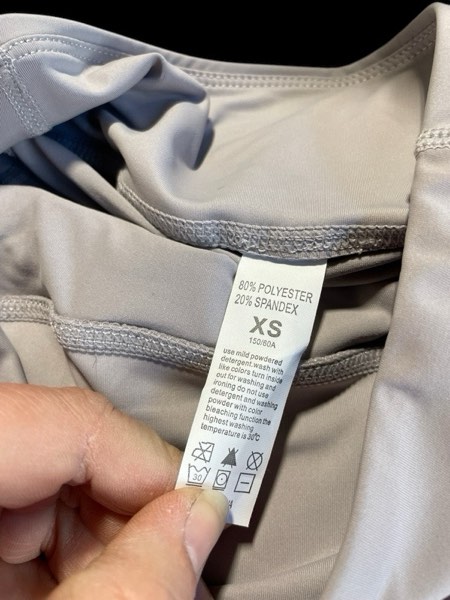 80% POLYESTER
20% SPANDEX
XS
150/80A
use mild powdered
detergent.wash with
like colors turn inside
out for washing and
ironing do not use
detergent and washing
powder with color
bleaching function the
highest washing
temperature is 30℃
30